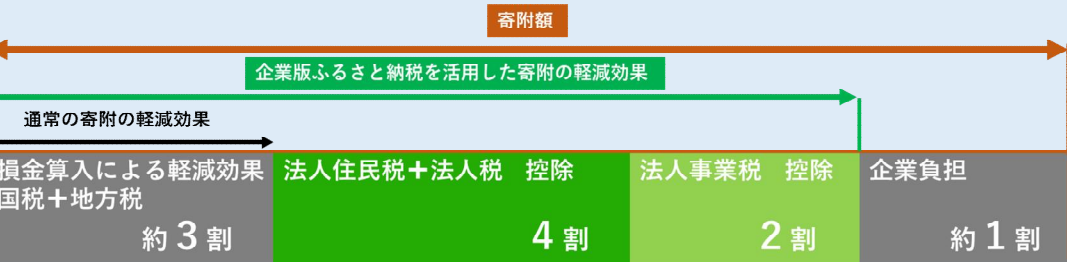 寄附額
企業版ふるさと納税を活用した寄附の軽減効果
通常の寄附の軽減効果
損金算入による軽減効果
国税+地方税
約3割
法人住民税+法人税 控除
4割
法人事業税 控除
2割
企業負担
約1割